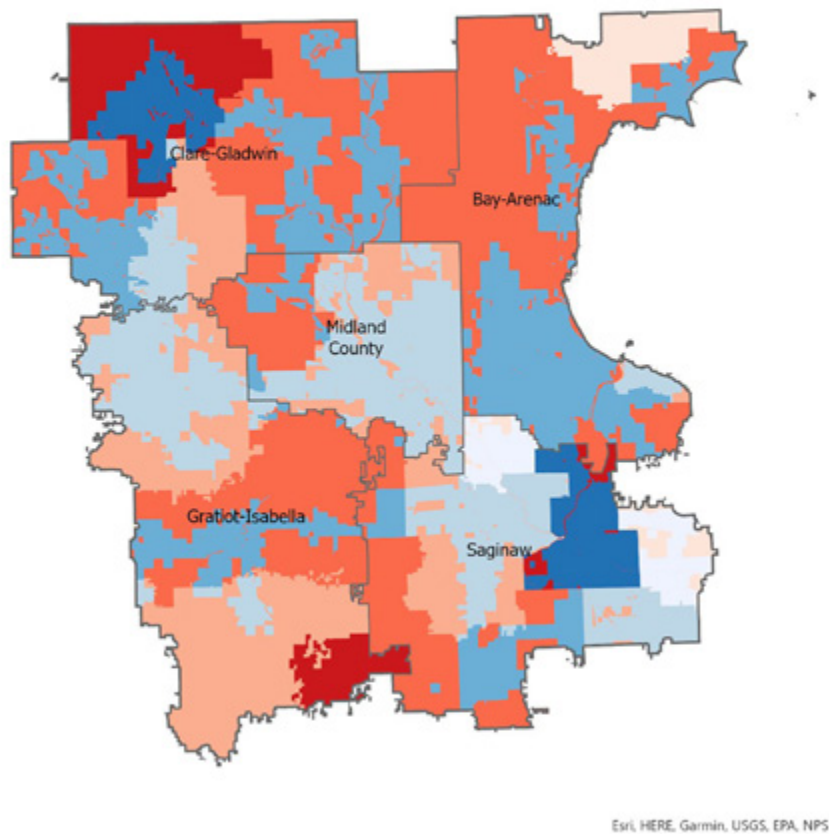 Clare-Gladwin
Bay-Arenac
Midland
County
Gratiot-Isabella
Saginaw
Esri, HERE, Garmin, USGS, EPA, NPS